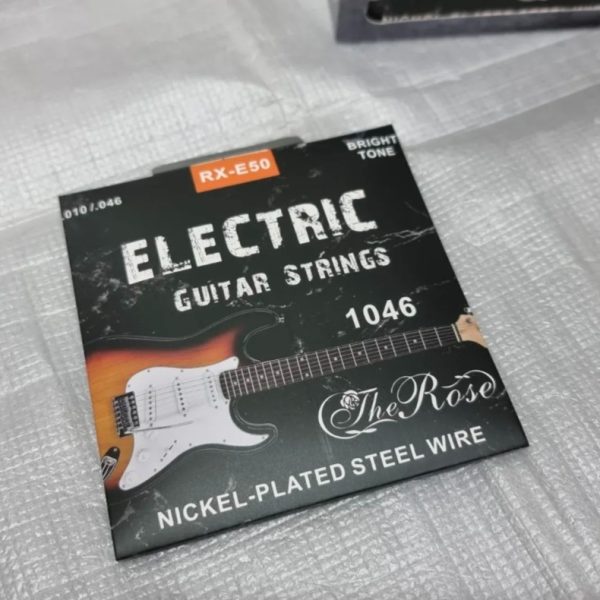 RX-E50
BRIGHT
TONE
.010/.046
ELECTRIC
GUITAR STRINGS
1046
The Rose
NICKEL-PLATED STEEL WIRE